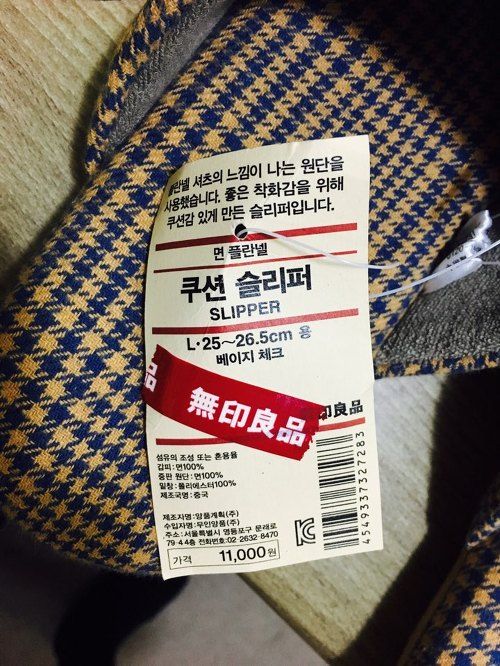 플란넬 셔츠의 느낌이 나는 원단을
사용했습니다. 좋은 착화감을 위해
쿠션감 있게 만든 슬리퍼입니다.
면 플란넬
쿠션 슬리퍼
SLIPPER
L·25~26.5cm 용
베이지 체크
品 無印良品
印良品
섬유의 조성 또는 혼용율
갑피:면100%
중판 원단:면100%
밑창:폴리에스터100%
제조국명:중국
제조자명:양품계획(주)
수입자명:무인양품(주)
주소:서울특별시 영등포구 문래로
79-4 4층 전화번호:02-2632-8470
가격 11,000원
4549337327283